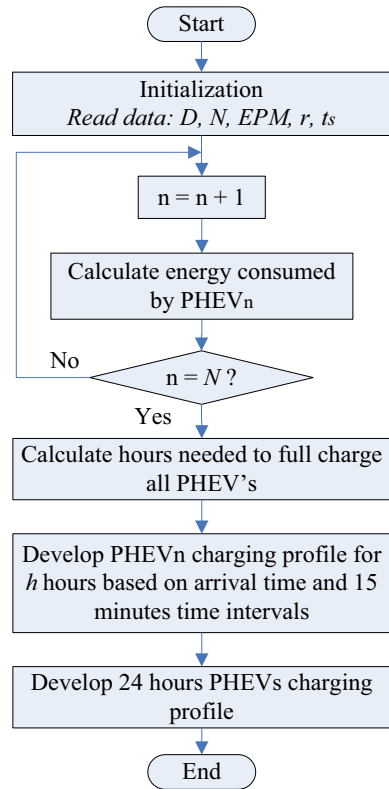 Start
Initialization
Read data: D, N, EPM, r, ts
n = n + 1
Calculate energy consumed
by PHEVn
No
n = N ?
Yes
Calculate hours needed to full charge
all PHEV's
Develop PHEVn charging profile for
h hours based on arrival time and 15
minutes time intervals
Develop 24 hours PHEVs charging
profile
End